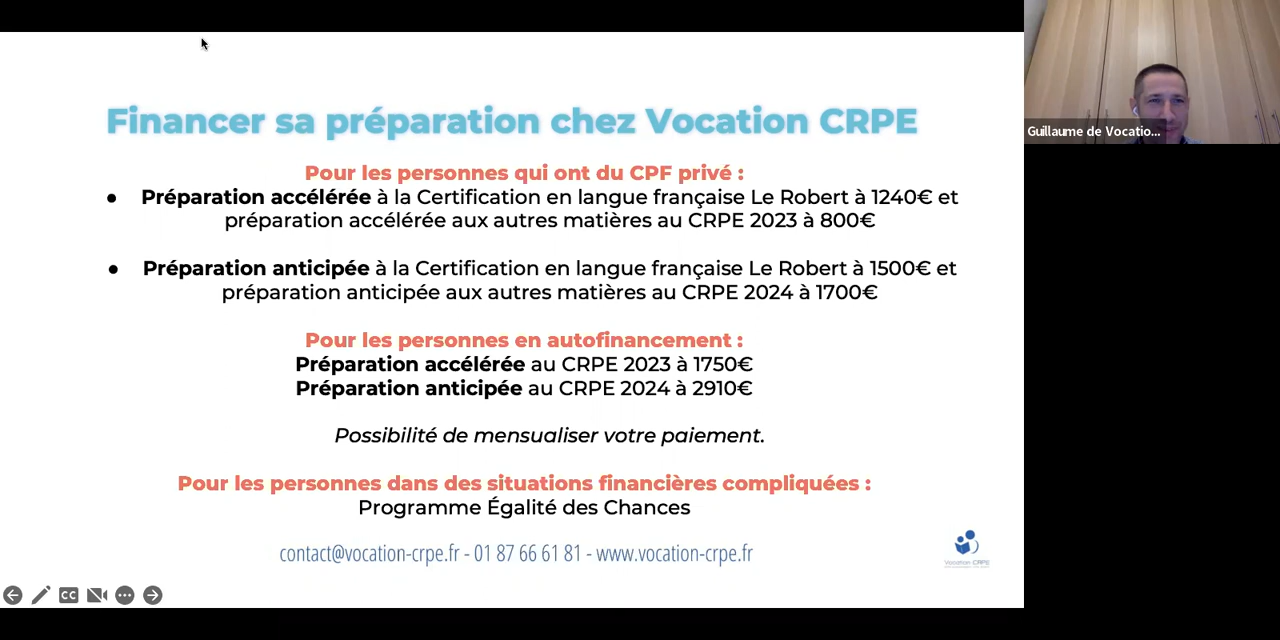 Financer sa préparation chez Vocation CRPE
Pour les personnes qui ont du CPF privé :
● Préparation accélérée à la Certification en langue française Le Robert à 1240€ et
préparation accélérée aux autres matières au CRPE 2023 à 800€
● Préparation anticipée à la Certification en langue française Le Robert à 1500€ et
préparation anticipée aux autres matières au CRPE 2024 à 1700€
Pour les personnes en autofinancement :
Préparation accélérée au CRPE 2023 à 1750€
Préparation anticipée au CRPE 2024 à 2910€
Possibilité de mensualiser votre paiement.
Pour les personnes dans des situations financières compliquées :
Programme Égalité des Chances
contact@vocation-crpe.fr - 01 87 66 61 81 - www.vocation-crpe.fr
Vocation CRPE
CC
Guillaume de Vocatio...